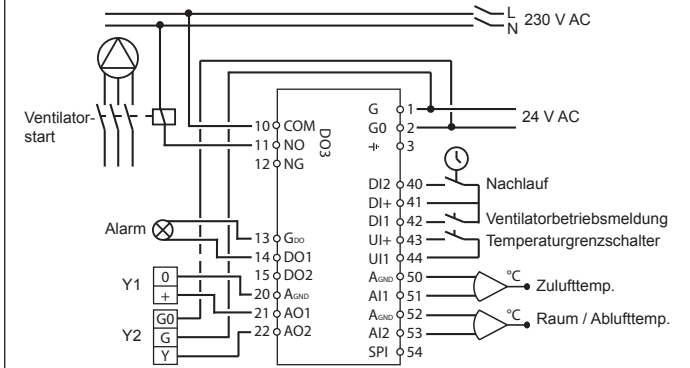 L
N
230 V AC
24 V AC
Ventilator-
start
10 COM
11 NO
12 NG
DO3
G 1
G0 2
3
DI2 40
Nachlauf
DI+ 41
DI1 42
Ventilatorbetriebsmeldung
UI+ 43
Temperaturgrenzschalter
UI1 44
Alarm
13 GDO
14 DO1
15 DO2
20 AGND
21 AO1
22 AO2
AGND 50
AI1 51
°C
Zulufttemp.
AGND 52
AI2 53
°C
Raum / Ablufttemp.
SPI 54
Y1
0
+
Y2
G0
G
Y